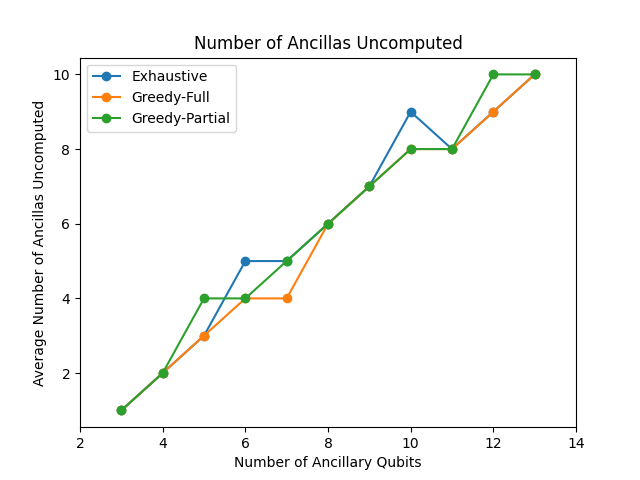 Number of Ancillas Uncomputed
Exhaustive
Greedy-Full
Greedy-Partial
Average Number of Ancillas Uncomputed
10
8
6
4
2
2 4 6 8 10 12 14
Number of Ancillary Qubits